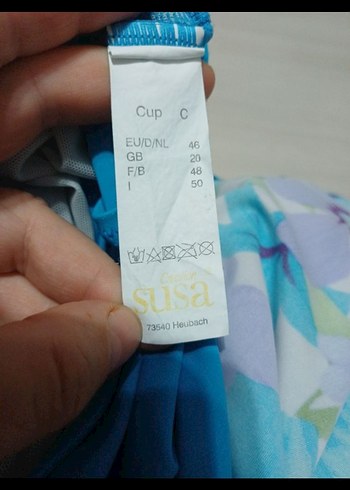 Cup C
EU/D/NL 46
GB 20
F/B 48
I 50
susa
73540 Heubach